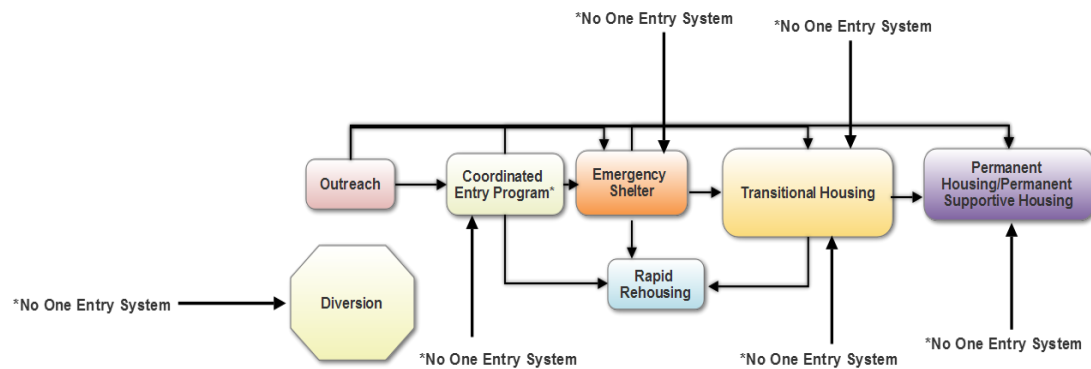 *No One Entry System
*No One Entry System
Outreach
Coordinated
Entry Program*
Emergency
Shelter
Transitional Housing
Permanent
Housing/Permanent
Supportive Housing
Rapid
Rehousing
*No One Entry System
Diversion
*No One Entry System
*No One Entry System
*No One Entry System